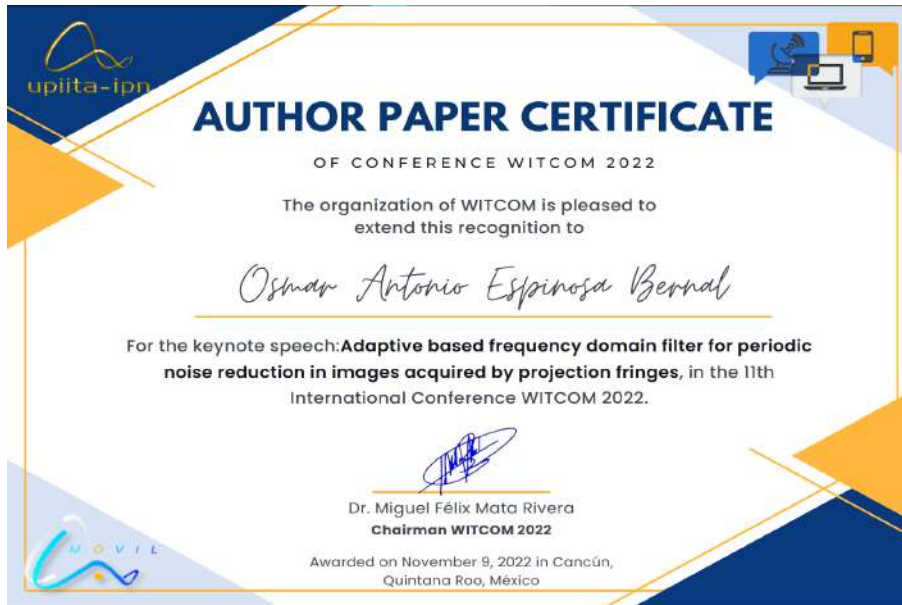 upiita-ipn
AUTHOR PAPER CERTIFICATE
OF CONFERENCE WITCOM 2022
The organization of WITCOM is pleased to
extend this recognition to
Osmar Antonio Espinosa Bernal
For the keynote speech:Adaptive based frequency domain filter for periodic
noise reduction in images acquired by projection fringes, in the 11th
International Conference WITCOM 2022.
Dr. Miguel Félix Mata Rivera
Chairman WITCOM 2022
Awarded on November 9, 2022 in Cancún,
Quintana Roo, México
MOVIL